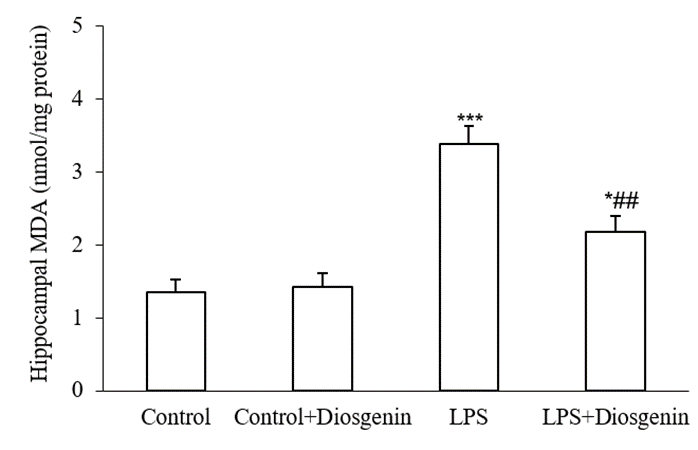 Hippocampal MDA (nmol/mg protein)
5
4
3
2
1
0
***
*##
Control
Control+Diosgenin
LPS
LPS+Diosgenin